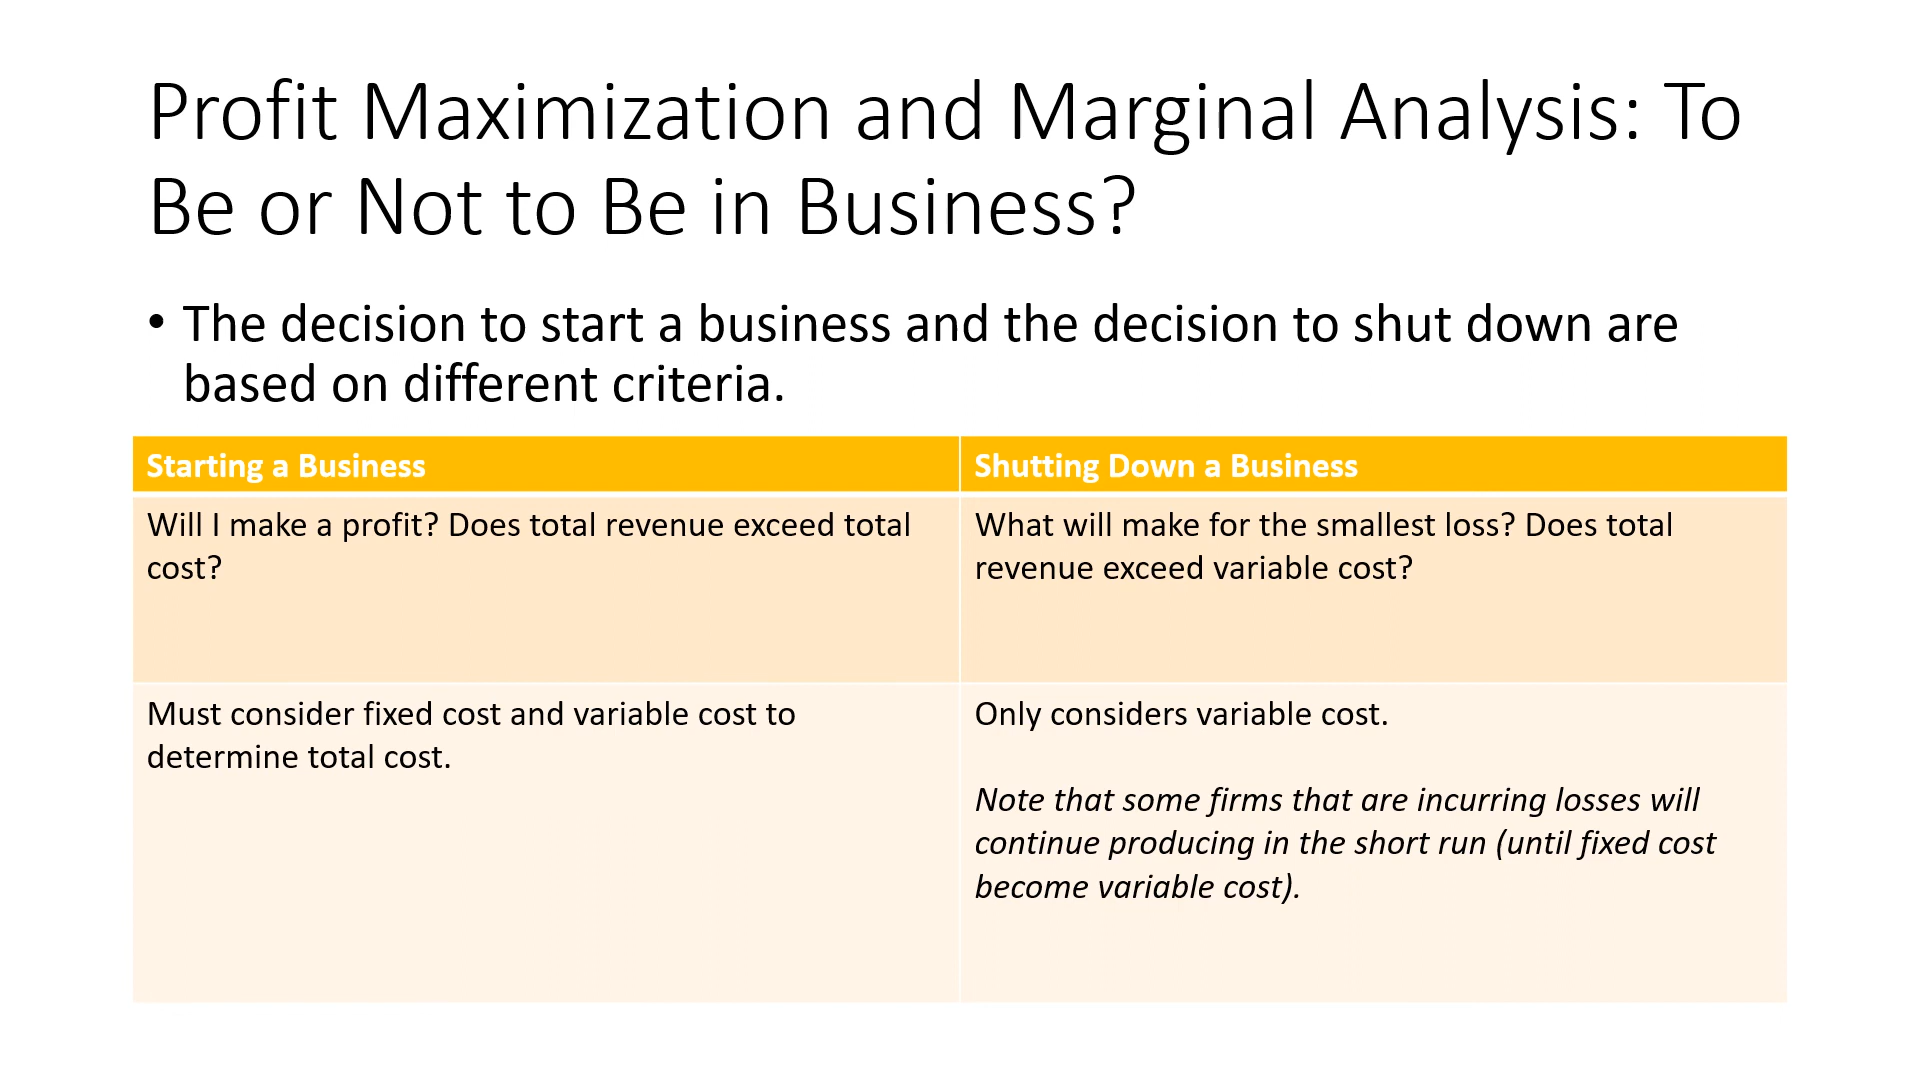 Profit Maximization and Marginal Analysis: To
Be or Not to Be in Business?
• The decision to start a business and the decision to shut down are
based on different criteria.
Starting a Business
Shutting Down a Business
Will I make a profit? Does total revenue exceed total
cost?
What will make for the smallest loss? Does total
revenue exceed variable cost?
Must consider fixed cost and variable cost to
determine total cost.
Only considers variable cost.
Note that some firms that are incurring losses will
continue producing in the short run (until fixed cost
become variable cost).